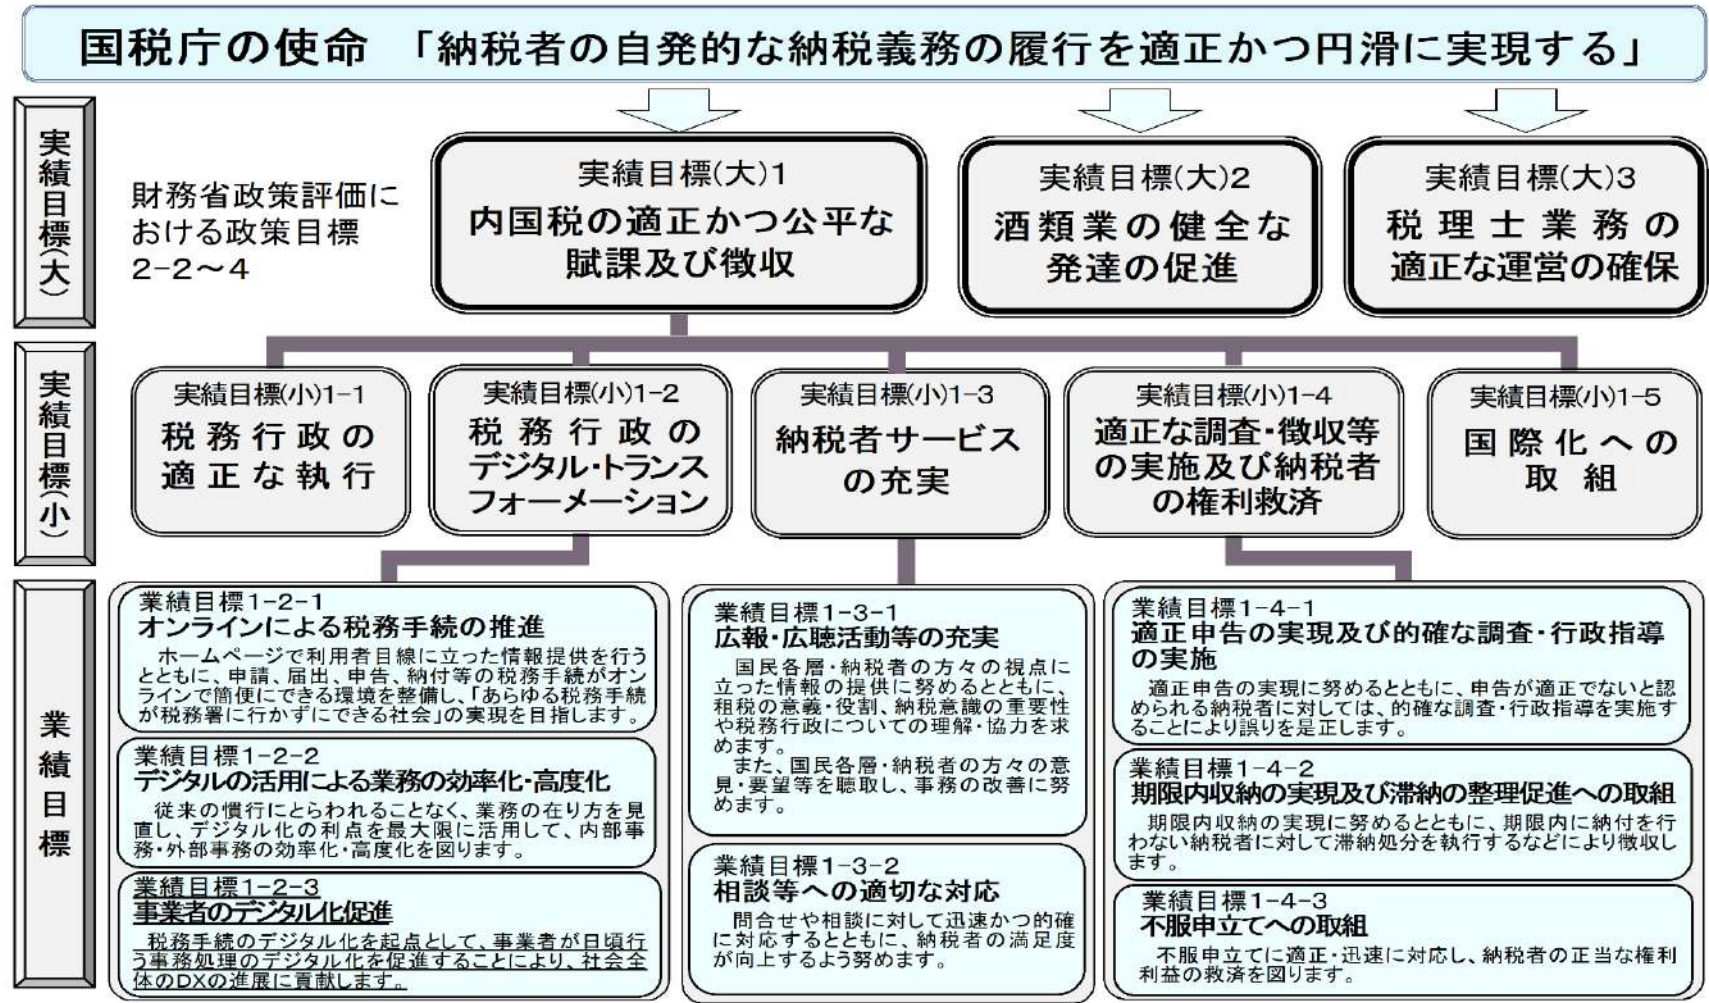 国税庁の使命 「納税者の自発的な納税義務の履行を適正かつ円滑に実現する」
実績目標(大)
財務省政策評価に
おける政策目標
2-2～4
実績目標(大)1
内国税の適正かつ公平な
賦課及び徴収
実績目標(大)2
酒類業の健全な
発達の促進
実績目標(大)3
税理士業務の
適正な運営の確保
実績目標(小)
実績目標(小)1-1
税務行政の
適正な執行
実績目標(小)1-2
税務行政の
デジタル・トランス
フォーメーション
実績目標(小)1-3
納税者サービス
の充実
実績目標(小)1-4
適正な調査・徴収等
の実施及び納税者
の権利救済
実績目標(小)1-5
国際化への
取組
業績目標
業績目標1-2-1
オンラインによる税務手続の推進
ホームページで利用者目線に立った情報提供を行う
とともに、申請、届出、申告、納付等の税務手続がオン
ラインで簡便にできる環境を整備し、「あらゆる税務手続
が税務署に行かずにできる社会」の実現を目指します。
業績目標1-2-2
デジタルの活用による業務の効率化・高度化
従来の慣行にとらわれることなく、業務の在り方を見
直し、デジタル化の利点を最大限に活用して、内部事
務・外部事務の効率化・高度化を図ります。
業績目標1-2-3
事業者のデジタル化促進
税務手続のデジタル化を起点として、事業者が日頃行
う事務処理のデジタル化を促進することにより、社会全
体のDXの進展に貢献します。
業績目標1-3-1
広報・広聴活動等の充実
国民各層・納税者の方々の視点に
立った情報の提供に努めるとともに、
租税の意義・役割、納税意識の重要性
や税務行政についての理解・協力を求
めます。
また、国民各層・納税者の方々の意
見・要望等を聴取し、事務の改善に努
めます。
業績目標1-3-2
相談等への適切な対応
問合せや相談に対して迅速かつ的確
に対応するとともに、納税者の満足度
が向上するよう努めます。
業績目標1-4-1
適正申告の実現及び的確な調査・行政指導
の実施
適正申告の実現に努めるとともに、申告が適正でないと認
められる納税者に対しては、的確な調査・行政指導を実施す
ることにより誤りを是正します。
業績目標1-4-2
期限内収納の実現及び滞納の整理促進への取組
期限内収納の実現に努めるとともに、期限内に納付を行
わない納税者に対して滞納処分を執行するなどにより徴収し
ます。
業績目標1-4-3
不服申立てへの取組
不服申立てに適正・迅速に対応し、納税者の正当な権利
利益の救済を図ります。